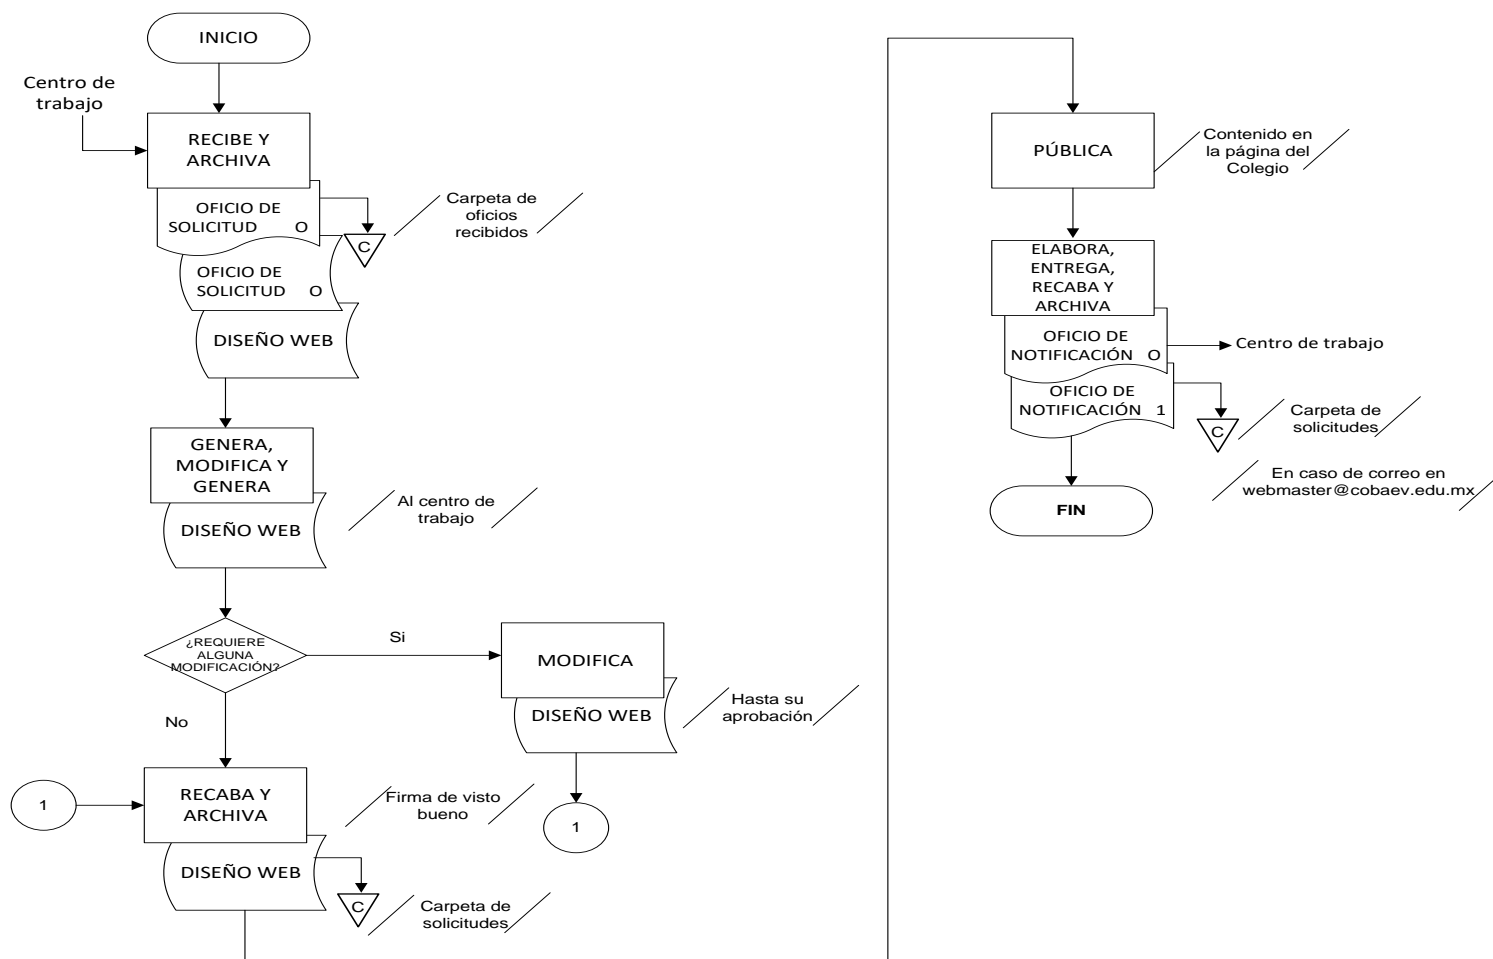 INICIO
Centro de
trabajo
RECIBE Y
ARCHIVA
OFICIO DE
SOLICITUD O
C
Carpeta de
oficios
recibidos
OFICIO DE
SOLICITUD O
DISEÑO WEB
GENERA,
MODIFICA Y
GENERA
DISEÑO WEB
Al centro de
trabajo
¿REQUIERE
ALGUNA
MODIFICACIÓN?
Si
No
MODIFICA
DISEÑO WEB
Hasta su
aprobación
1
1
RECABA Y
ARCHIVA
Firma de visto
bueno
DISEÑO WEB
C
Carpeta de
solicitudes
PÚBLICA
Contenido en
la página del
Colegio
ELABORA,
ENTREGA,
RECABA Y
ARCHIVA
OFICIO DE
NOTIFICACIÓN O
Centro de trabajo
OFICIO DE
NOTIFICACIÓN 1
C
Carpeta de
solicitudes
En caso de correo en
webmaster@cobaev.edu.mx
FIN